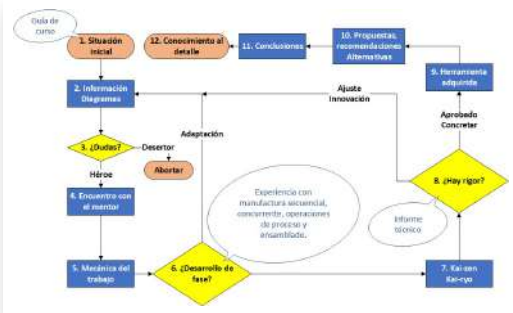 Guía de
curso
1. Situación
inicial
12. Conocimiento al
detalle
11. Conclusiones
10. Propuestas,
recomendaciones
Alternativas
2. Información
Diagramas
9. Herramienta
adquirida
Ajuste
Innovación
Adaptación
Aprobado
Concretar
3. ¿Dudas?
Desertor
Abortar
Héroe
4. Encuentro con
el mentor
Experiencia con
manufactura secuencial,
concurrente, operaciones
de proceso y
ensamblado.
8. ¿Hay rigor?
Informe
técnico
5. Mecánica del
trabajo
6. ¿Desarrollo de
fase?
7. Kai-zen
Kai-ryo